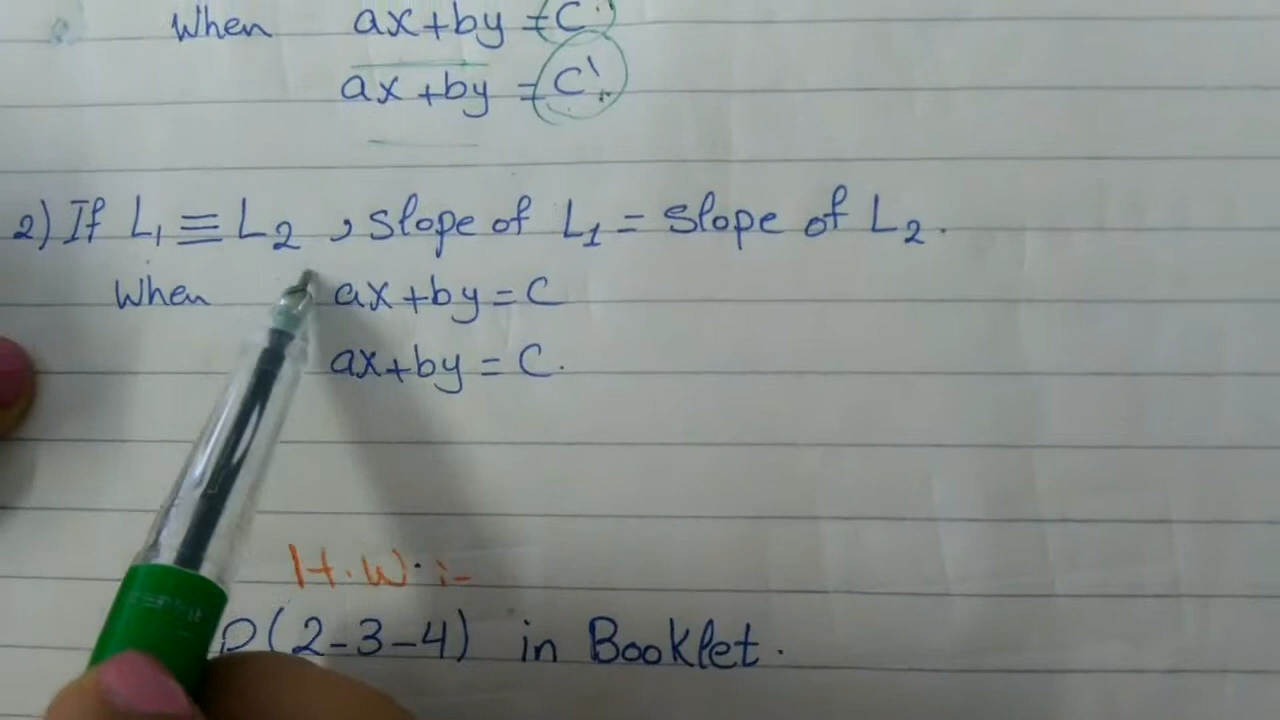 When ax+by=C
ax+by=C'
2) If L₁≡L₂, slope of L₁=slope of L₂.
When ax+by=C
ax+by=C.
H.W:-
P(2-3-4) in Booklet.